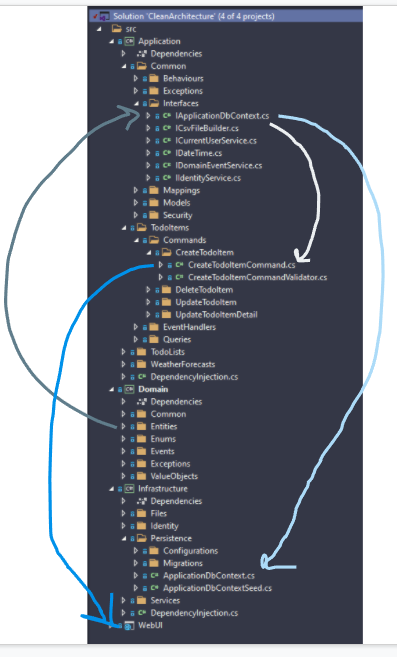 Solution 'CleanArchitecture' (4 of 4 projects)
src
Application
Dependencies
Common
Behaviours
Exceptions
Interfaces
IApplicationDbContext.cs
ICsvFileBuilder.cs
ICurrentUserService.cs
IDateTime.cs
IDomainEventService.cs
IIdentityService.cs
Mappings
Models
Security
TodoItems
Commands
CreateTodoItem
CreateTodoItemCommand.cs
CreateTodoItemCommandValidator.cs
DeleteTodoItem
UpdateTodoItem
UpdateTodoItemDetail
EventHandlers
Queries
TodoLists
WeatherForecasts
DependencyInjection.cs
Domain
Dependencies
Common
Entities
Enums
Events
Exceptions
ValueObjects
Infrastructure
Dependencies
Files
Identity
Persistence
Configurations
Migrations
ApplicationDbContext.cs
ApplicationDbContextSeed.cs
Services
DependencyInjection.cs
WebUI